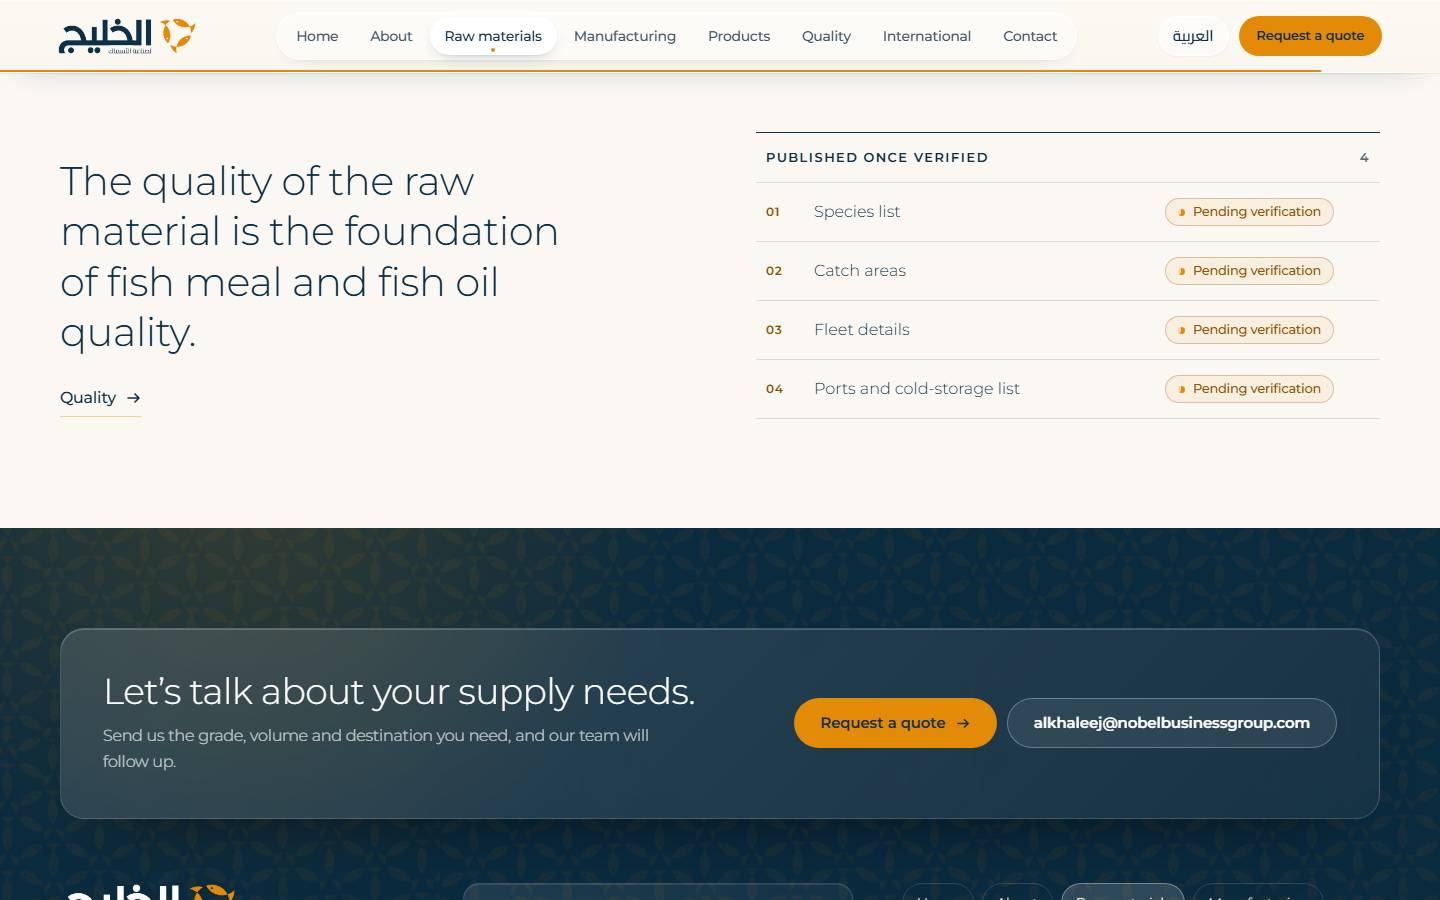 الخليج
لصناعة الأسماك
Home
About
Raw materials
Manufacturing
Products
Quality
International
Contact
العربية
Request a quote
The quality of the raw
material is the foundation
of fish meal and fish oil
quality.
Quality →
PUBLISHED ONCE VERIFIED 4
01 Species list Pending verification
02 Catch areas Pending verification
03 Fleet details Pending verification
04 Ports and cold-storage list Pending verification
Let’s talk about your supply needs.
Send us the grade, volume and destination you need, and our team will
follow up.
Request a quote →
alkhaleej@nobelbusinessgroup.com